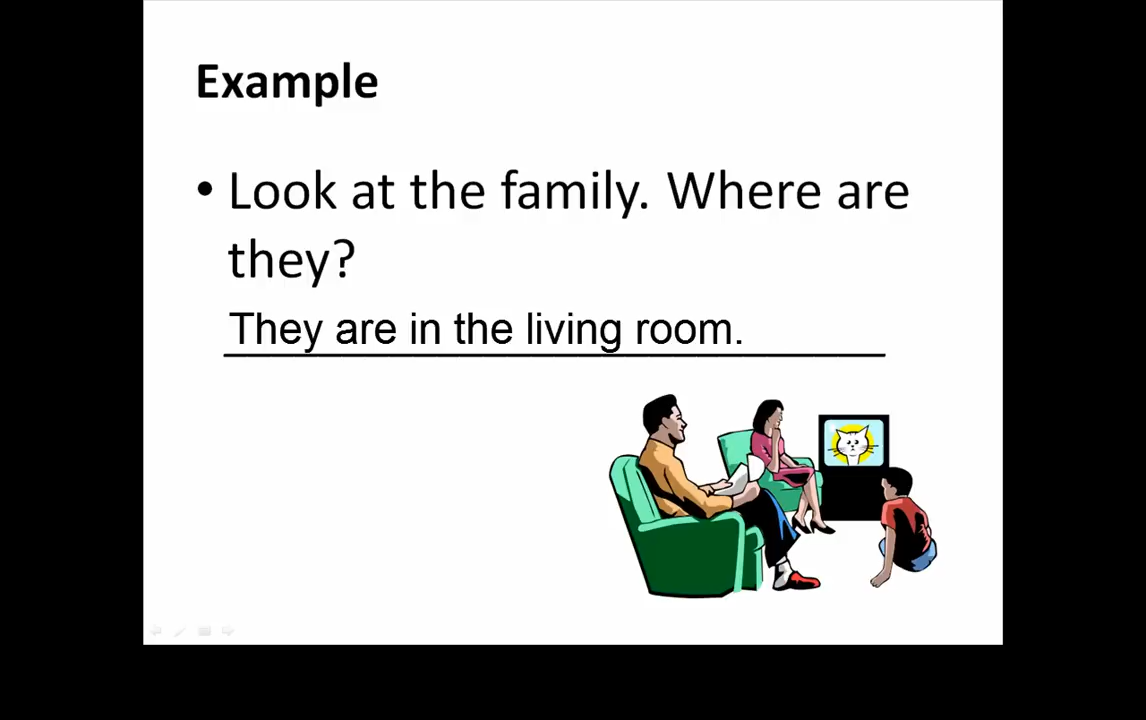 Example
• Look at the family. Where are
they?
They are in the living room.